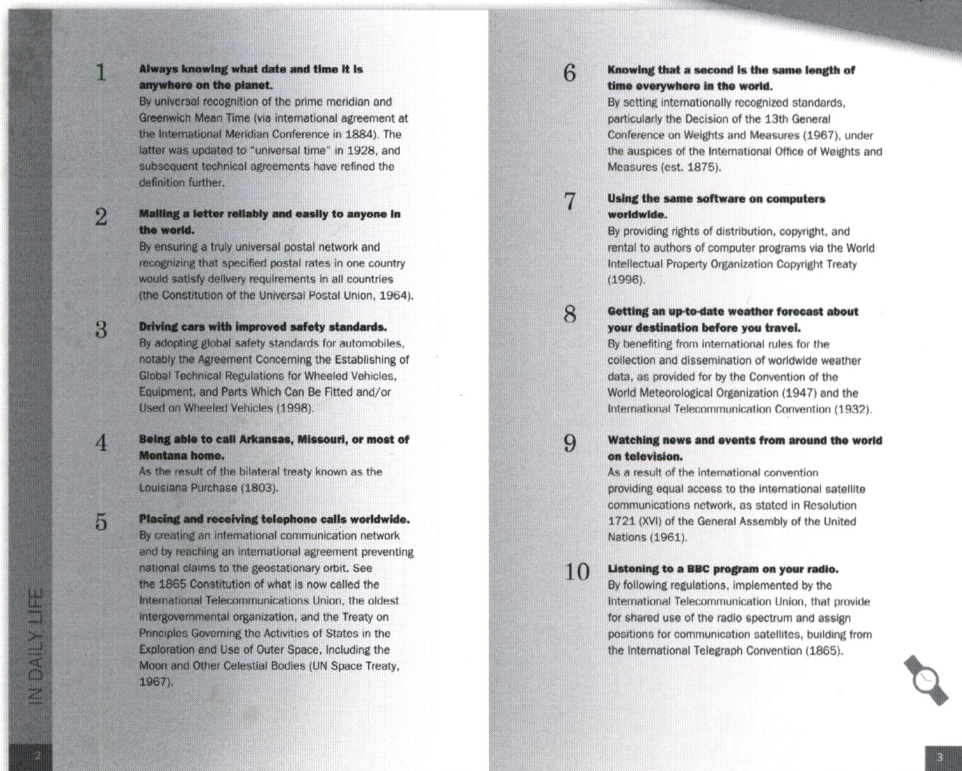 1
Always knowing what date and time it is
anywhere on the planet.
By universal recognition of the prime meridian and
Greenwich Mean Time (via international agreement at
the International Meridian Conference in 1884). The
latter was updated to "universal time" in 1928, and
subsequent technical agreements have refined the
definition further.
2
Mailing a letter reliably and easily to anyone in
the world.
By ensuring a truly universal postal network and
recognizing that specified postal rates in one country
would satisfy delivery requirements in all countries
(the Constitution of the Universal Postal Union, 1964).
3
Driving cars with improved safety standards.
By adopting global safety standards for automobiles,
notably the Agreement Concerning the Establishing of
Global Technical Regulations for Wheeled Vehicles,
Equipment, and Parts Which Can Be Fitted and/or
Used on Wheeled Vehicles (1998).
4
Being able to call Arkansas, Missouri, or most of
Montana home.
As the result of the bilateral treaty known as the
Louisiana Purchase (1803).
5
Placing and receiving telephone calls worldwide.
By creating an international communication network
and by reaching an international agreement preventing
national claims to the geostationary orbit. See
the 1865 Constitution of what is now called the
International Telecommunications Union, the oldest
intergovernmental organization, and the Treaty on
Principles Governing the Activities of States in the
Exploration and Use of Outer Space, Including the
Moon and Other Celestial Bodies (UN Space Treaty,
1967).
IN DAILY LIFE
2
6
Knowing that a second is the same length of
time everywhere in the world.
By setting internationally recognized standards,
particularly the Decision of the 13th General
Conference on Weights and Measures (1967), under
the auspices of the International Office of Weights and
Measures (est. 1875).
7
Using the same software on computers
worldwide.
By providing rights of distribution, copyright, and
rental to authors of computer programs via the World
Intellectual Property Organization Copyright Treaty
(1996).
8
Getting an up-to-date weather forecast about
your destination before you travel.
By benefiting from international rules for the
collection and dissemination of worldwide weather
data, as provided for by the Convention of the
World Meteorological Organization (1947) and the
International Telecommunication Convention (1932).
9
Watching news and events from around the world
on television.
As a result of the international convention
providing equal access to the international satellite
communications network, as stated in Resolution
1721 (XVI) of the General Assembly of the United
Nations (1961).
10
Listening to a BBC program on your radio.
By following regulations, implemented by the
International Telecommunication Union, that provide
for shared use of the radio spectrum and assign
positions for communication satellites, building from
the International Telegraph Convention (1865).
3